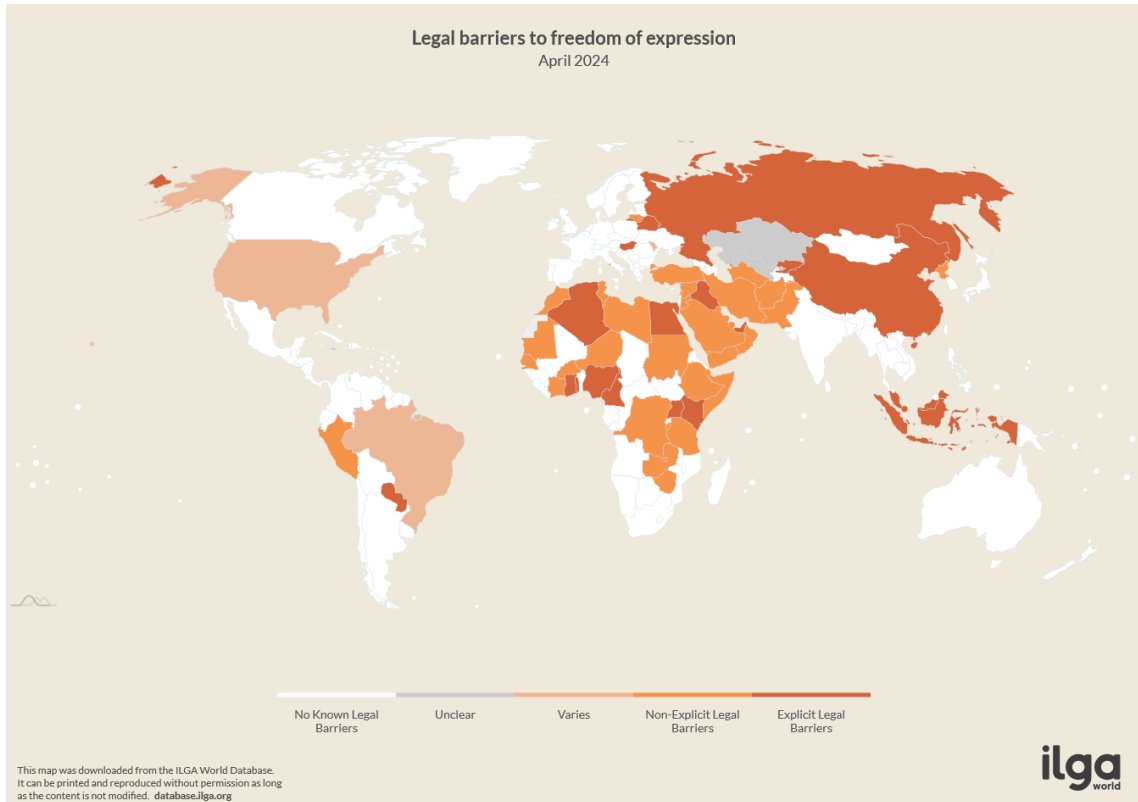 Legal barriers to freedom of expression
April 2024
No Known Legal
Barriers
Unclear
Varies
Non-Explicit Legal
Barriers
Explicit Legal
Barriers
This map was downloaded from the ILGA World Database.
It can be printed and reproduced without permission as long
as the content is not modified. database.ilga.org
ilga
world